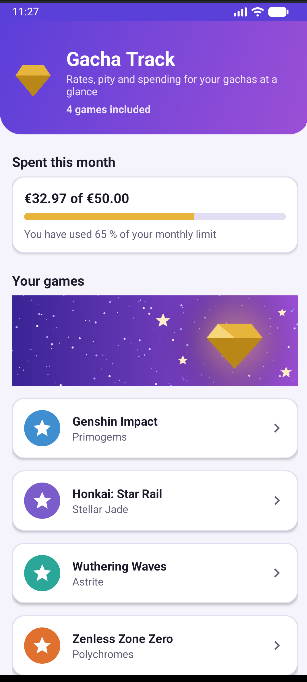 11:27
Gacha Track
Rates, pity and spending for your gachas at a
glance
4 games included
Spent this month
€32.97 of €50.00
You have used 65 % of your monthly limit
Your games
Genshin Impact
Primogems
Honkai: Star Rail
Stellar Jade
Wuthering Waves
Astrite
Zenless Zone Zero
Polychromes